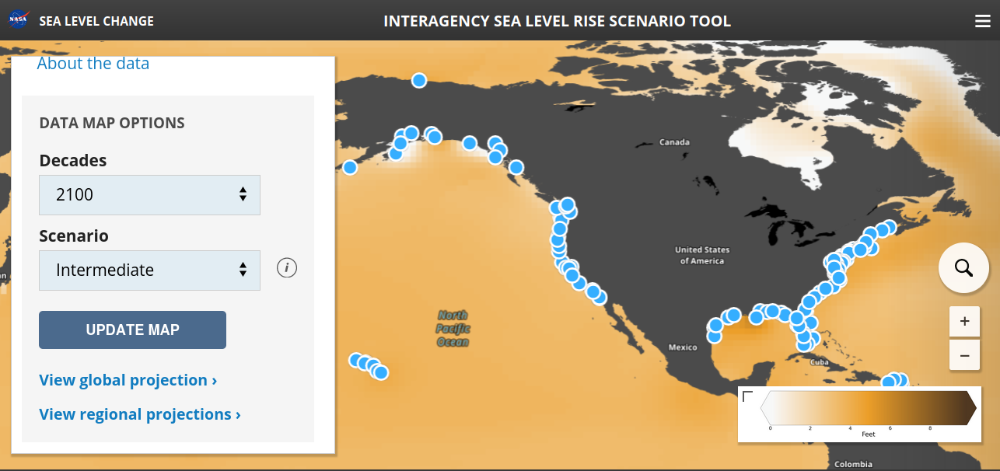 NASA
SEA LEVEL CHANGE
INTERAGENCY SEA LEVEL RISE SCENARIO TOOL
About the data
DATA MAP OPTIONS
Decades
2100
Scenario
Intermediate
i
UPDATE MAP
View global projection ›
View regional projections ›
Canada
United States
of America
North
Pacific
Ocean
Mexico
Cuba
+
−
0 2 4 6 8
Feet
Colombia